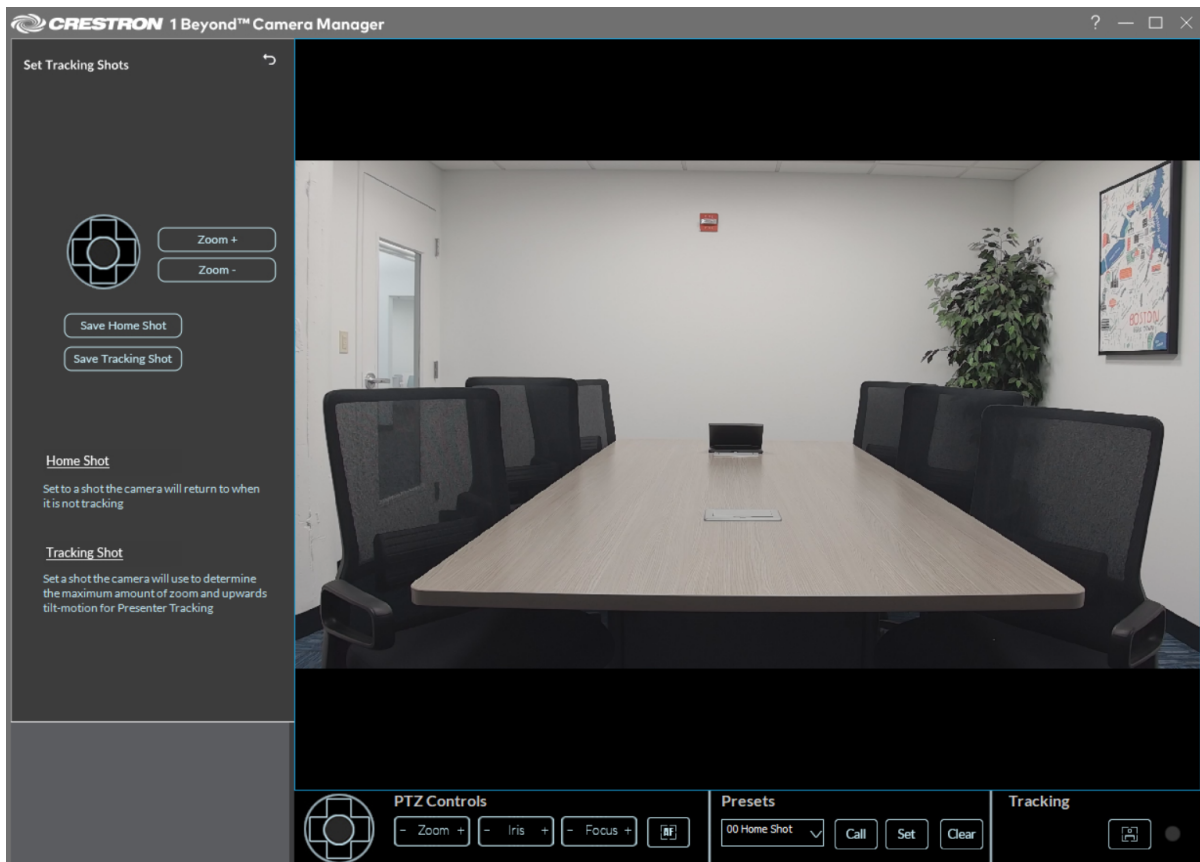 CRESTRON 1 Beyond™ Camera Manager
?
Set Tracking Shots
Zoom +
Zoom -
Save Home Shot
Save Tracking Shot
Home Shot
Set to a shot the camera will return to when
it is not tracking
Tracking Shot
Set a shot the camera will use to determine
the maximum amount of zoom and upwards
tilt-motion for Presenter Tracking
PTZ Controls
- Zoom +
- Iris +
- Focus +
AF
Presets
00 Home Shot
Call
Set
Clear
Tracking